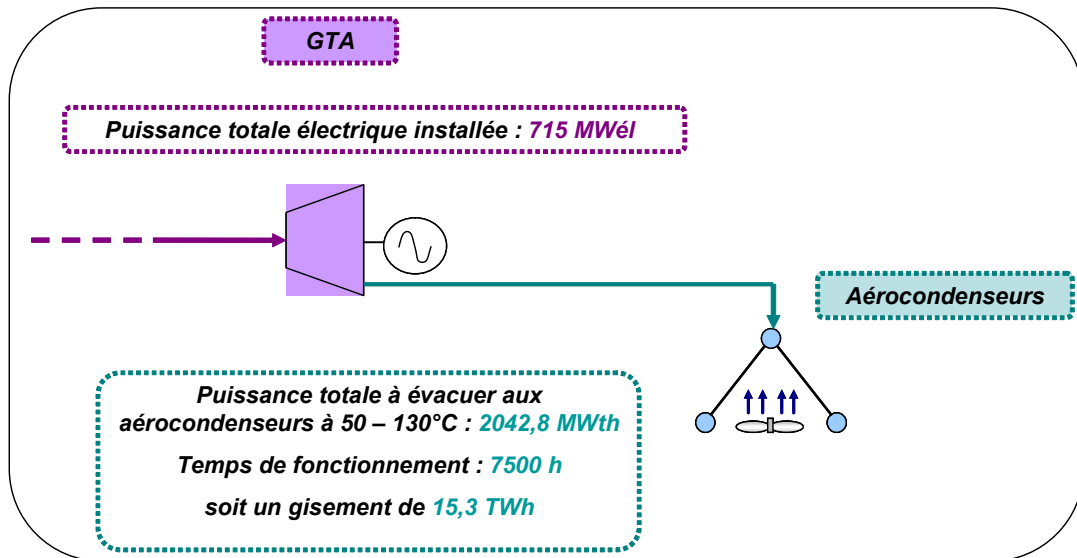 GTA
Puissance totale électrique installée : 715 MWél
Aérocondenseurs
Puissance totale à évacuer aux
aérocondenseurs à 50 – 130°C : 2042,8 MWth
Temps de fonctionnement : 7500 h
soit un gisement de 15,3 TWh